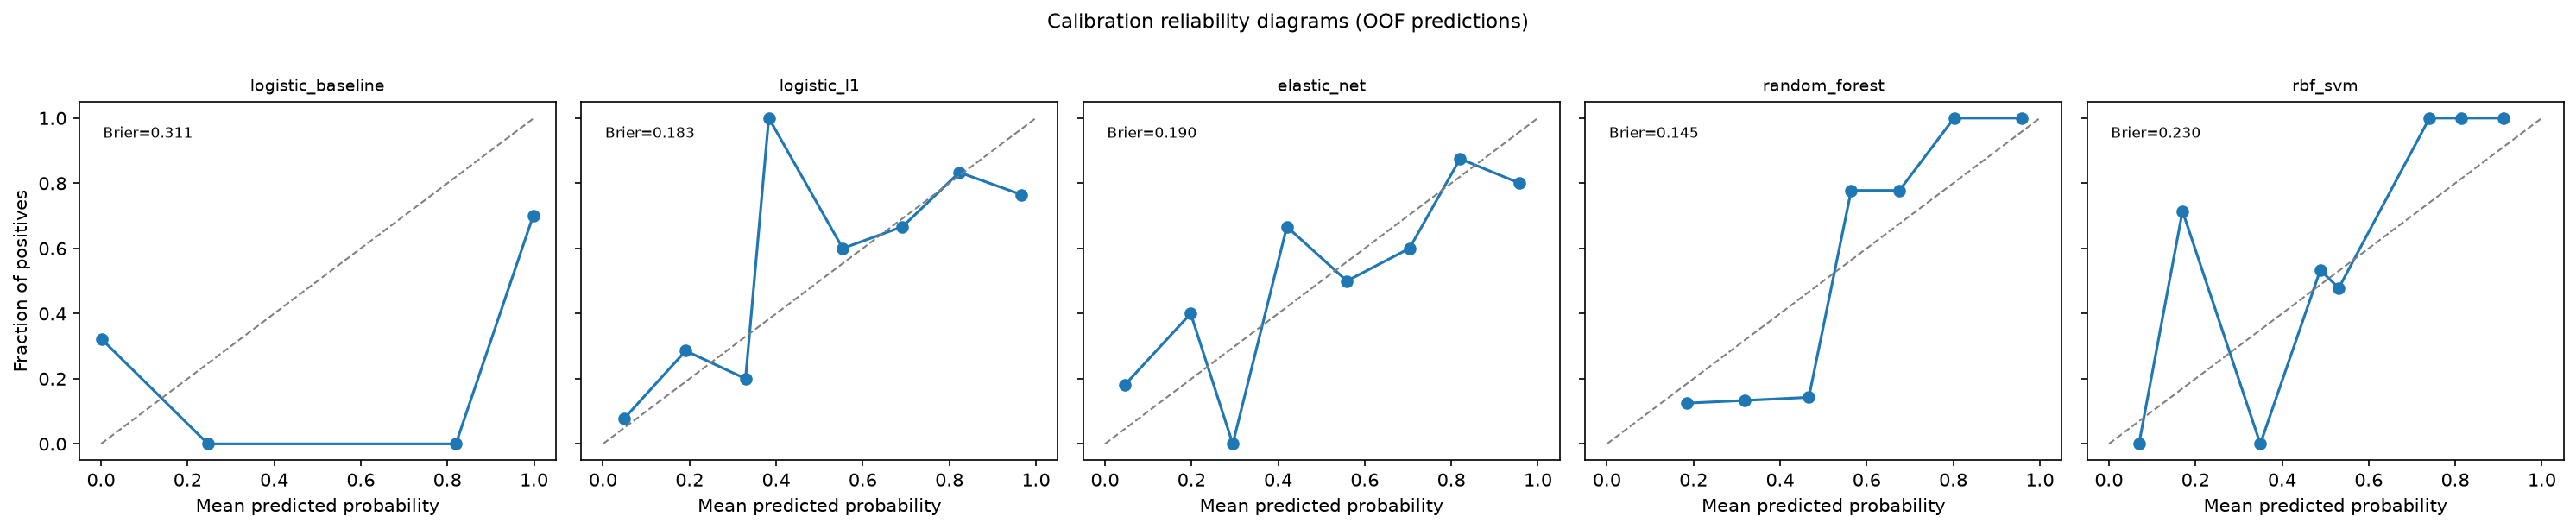 Calibration reliability diagrams (OOF predictions)
logistic_baseline
logistic_l1
elastic_net
random_forest
rbf_svm
Brier=0.311
Brier=0.183
Brier=0.190
Brier=0.145
Brier=0.230
Fraction of positives
1.0
0.8
0.6
0.4
0.2
0.0
0.0 0.2 0.4 0.6 0.8 1.0
0.0 0.2 0.4 0.6 0.8 1.0
0.0 0.2 0.4 0.6 0.8 1.0
0.0 0.2 0.4 0.6 0.8 1.0
0.0 0.2 0.4 0.6 0.8 1.0
Mean predicted probability
Mean predicted probability
Mean predicted probability
Mean predicted probability
Mean predicted probability